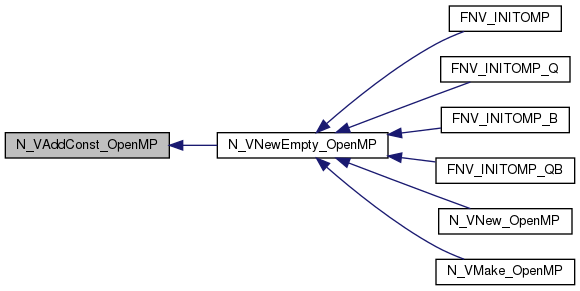 N_VAddConst_OpenMP
N_VNewEmpty_OpenMP
FNV_INITOMP
FNV_INITOMP_Q
FNV_INITOMP_B
FNV_INITOMP_QB
N_VNew_OpenMP
N_VMake_OpenMP